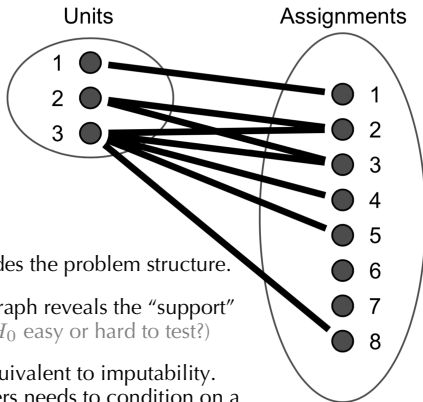 Units Assignments
1
2
3
1
2
3
4
5
6
7
8
des the problem structure.
raph reveals the “support”
H₀ easy or hard to test?)
uivalent to imputability.
ers needs to condition on a